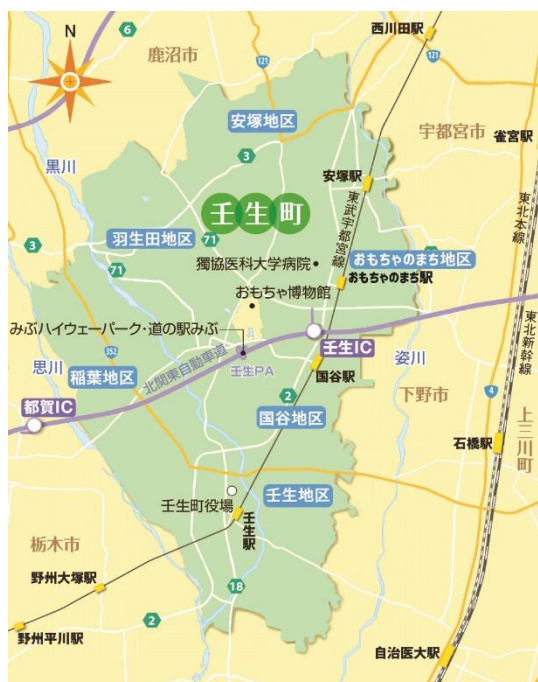 N
6
鹿沼市
西川田駅
121
121
安塚地区
宇都宮市
雀宮駅
黒川
3
安塚駅
壬生町
東武宇都宮線
東北本線
3
羽生田地区
71
獨協医科大学病院
おもちゃのまち地区
おもちゃのまち駅
71
おもちゃ博物館
東北新幹線
みぶハイウェーパーク・道の駅みぶ
352
北関東自動車道
壬生IC
姿川
思川
稲葉地区
壬生PA
国谷駅
都賀IC
2
国谷地区
下野市
4
上三川町
石橋駅
壬生地区
壬生町役場
壬生駅
栃木市
野州大塚駅
18
2
野州平川駅
自治医大駅